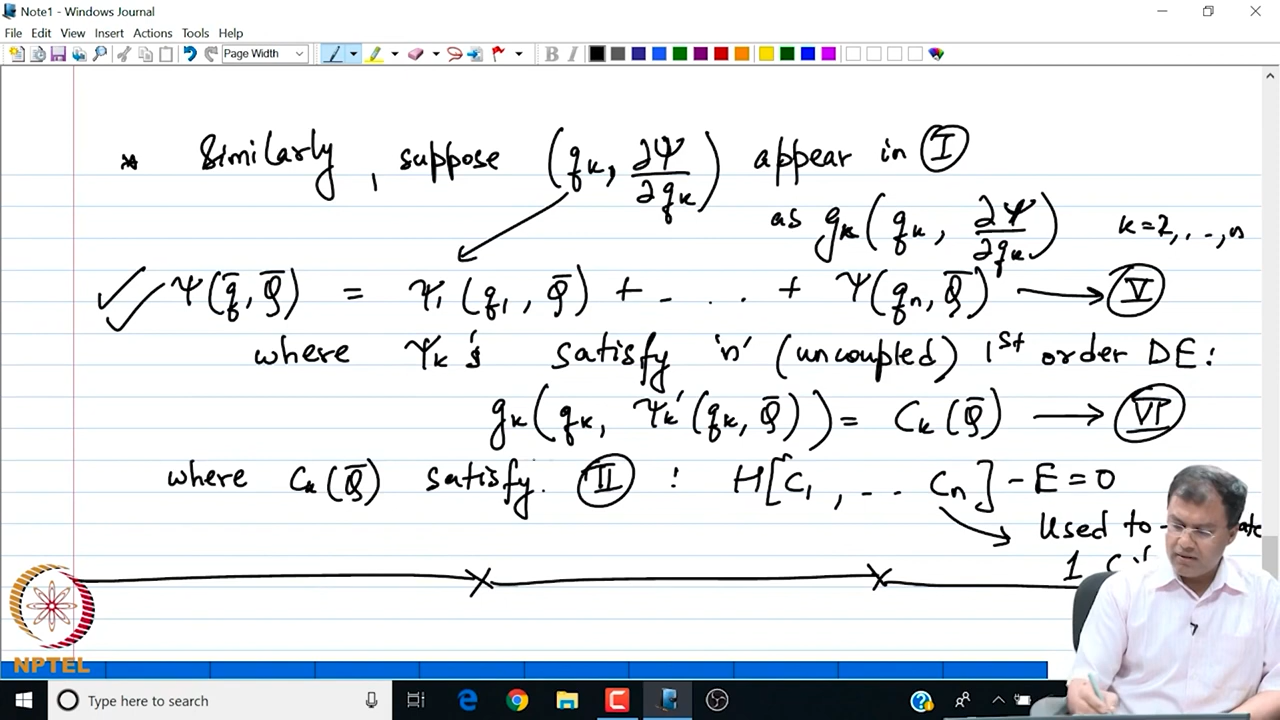 Note1 - Windows Journal
File Edit View Insert Actions Tools Help
Page Width
* Similarly, suppose (qk, ∂Ψ/∂qk) appear in Ⓘ
as gk(qk, ∂Ψ/∂qk) k=2,..,n
Ψ(q̄, Q̄) = Ψ1(q1, Q̄) + - . . . + Ψ(qn, Q̄) → Ⓥ
where Ψk's satisfy 'n' (uncoupled) 1st order DE:
gk(qk, Ψk'(qk, Q̄)) = Ck(Q̄) → VI
where Ck(Q̄) satisfy. II : H[C1, .. Cn] - E = 0
Used to
1
NPTEL
Type here to search